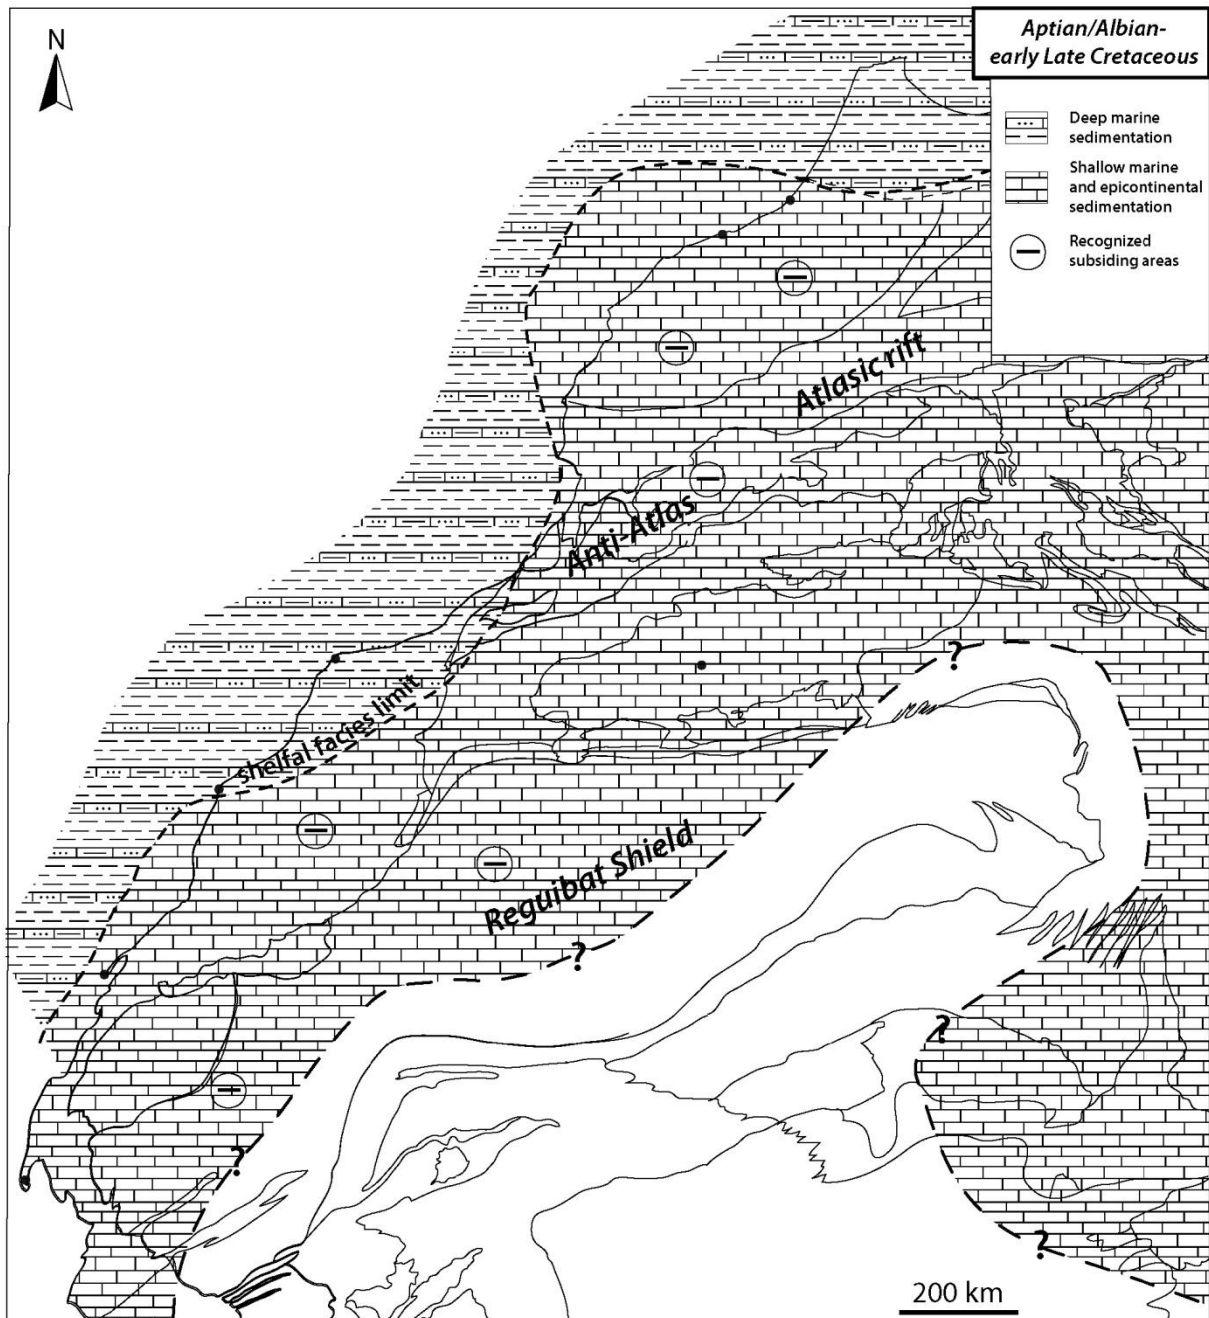 N
Aptian/Albian-
early Late Cretaceous
Deep marine
sedimentation
Shallow marine
and epicontinental
sedimentation
Recognized
subsiding areas
Atlasic rift
Anti-Atlas
?
shelfal facies limit
Reguibat Shield
?
?
?
?
200 km